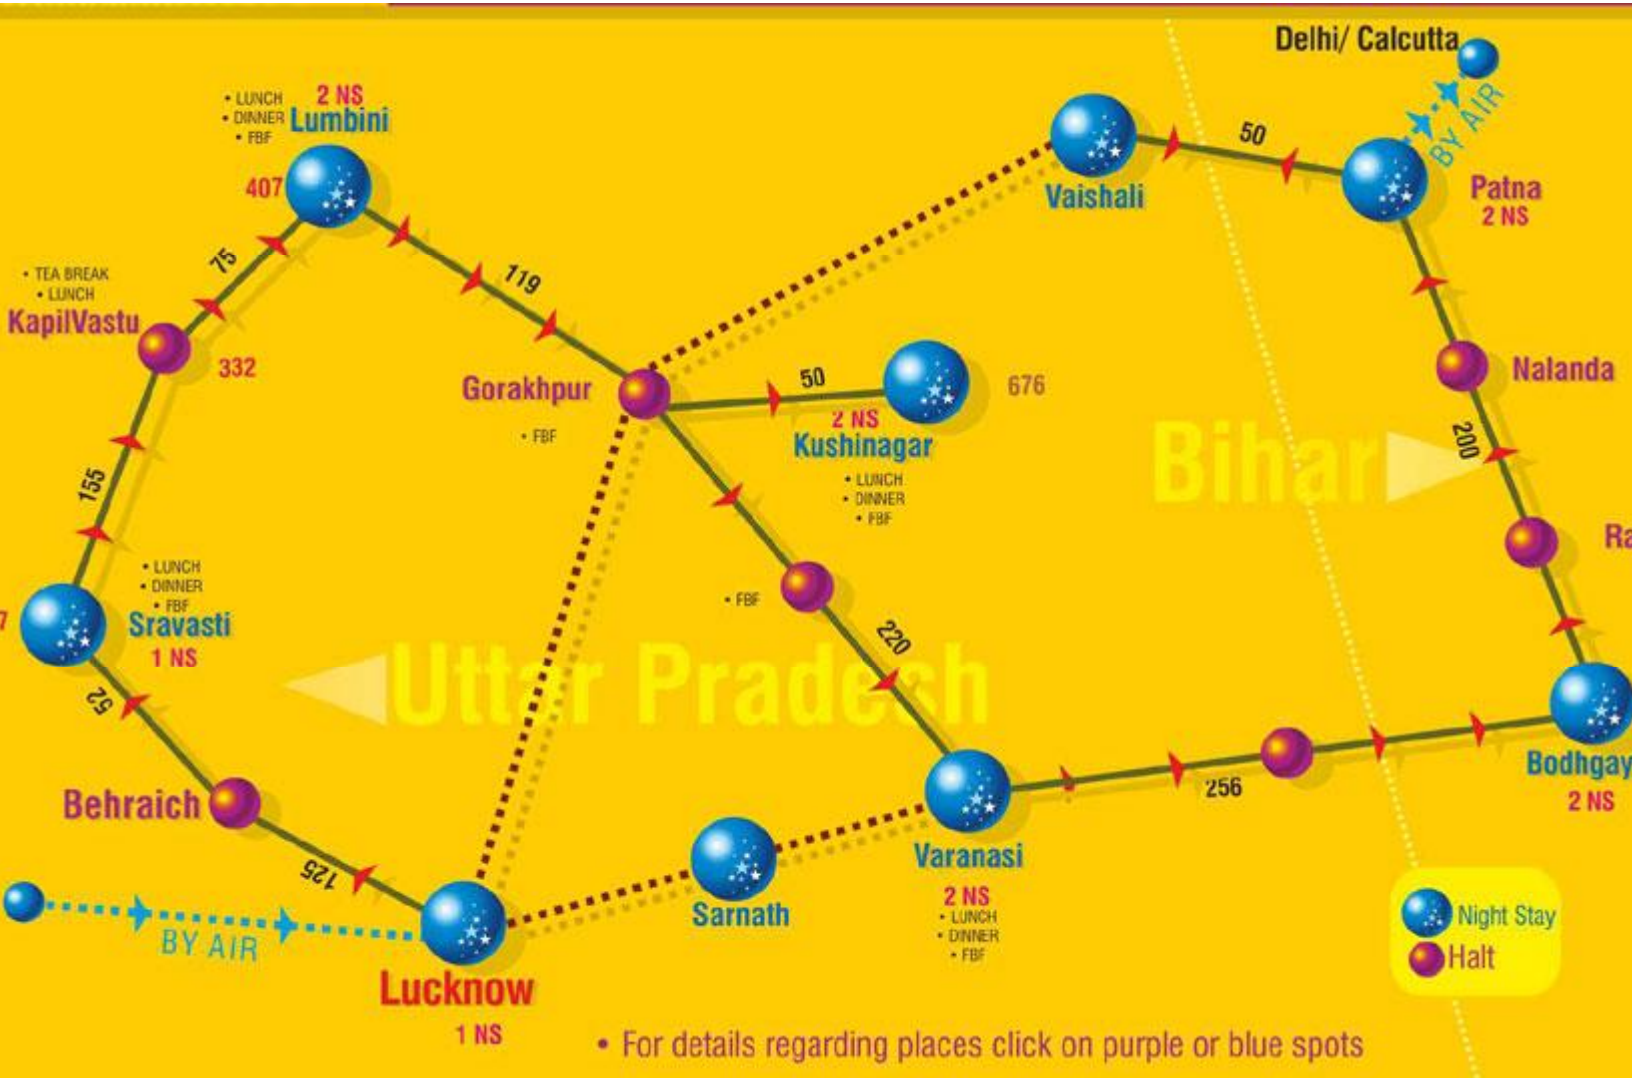 Delhi/ Calcutta
BY AIR
• LUNCH
• DINNER
• FBF
2 NS
Lumbini
407
50
Vaishali
Patna
2 NS
75
• TEA BREAK
• LUNCH
KapilVastu
332
119
Gorakhpur
• FBF
50
676
2 NS
Kushinagar
• LUNCH
• DINNER
• FBF
Nalanda
Bihar
200
Ra
155
• LUNCH
• DINNER
• FBF
Sravasti
1 NS
7
• FBF
220
Uttar Pradesh
52
Behraich
125
256
Bodhgay
2 NS
Varanasi
2 NS
• LUNCH
• DINNER
• FBF
Sarnath
BY AIR
Lucknow
1 NS
Night Stay
Halt
• For details regarding places click on purple or blue spots